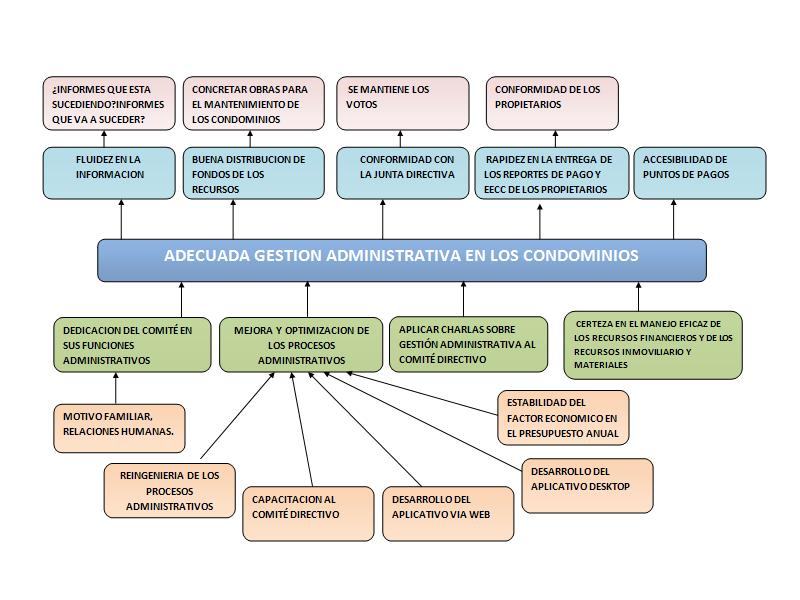 ¿INFORMES QUE ESTA
SUCEDIENDO?INFORMES
QUE VA A SUCEDER?
CONCRETAR OBRAS PARA
EL MANTENIMIENTO DE
LOS CONDOMINIOS
SE MANTIENE LOS
VOTOS
CONFORMIDAD DE LOS
PROPIETARIOS
FLUIDEZ EN LA
INFORMACION
BUENA DISTRIBUCION DE
FONDOS DE LOS
RECURSOS
CONFORMIDAD CON
LA JUNTA DIRECTIVA
RAPIDEZ EN LA ENTREGA DE
LOS REPORTES DE PAGO Y
EECC DE LOS PROPIETARIOS
ACCESIBILIDAD DE
PUNTOS DE PAGOS
ADECUADA GESTION ADMINISTRATIVA EN LOS CONDOMINIOS
DEDICACION DEL COMITÉ EN
SUS FUNCIONES
ADMINISTRATIVOS
MEJORA Y OPTIMIZACION DE
LOS PROCESOS
ADMINISTRATIVOS
APLICAR CHARLAS SOBRE
GESTIÓN ADMINISTRATIVA AL
COMITÉ DIRECTIVO
CERTEZA EN EL MANEJO EFICAZ DE
LOS RECURSOS FINANCIEROS Y DE LOS
RECURSOS INMOVILIARIO Y
MATERIALES
MOTIVO FAMILIAR,
RELACIONES HUMANAS.
ESTABILIDAD DEL
FACTOR ECONOMICO EN
EL PRESUPUESTO ANUAL
REINGENIERIA DE LOS
PROCESOS
ADMINISTRATIVOS
CAPACITACION AL
COMITÉ DIRECTIVO
DESARROLLO DEL
APLICATIVO VIA WEB
DESARROLLO DEL
APLICATIVO DESKTOP